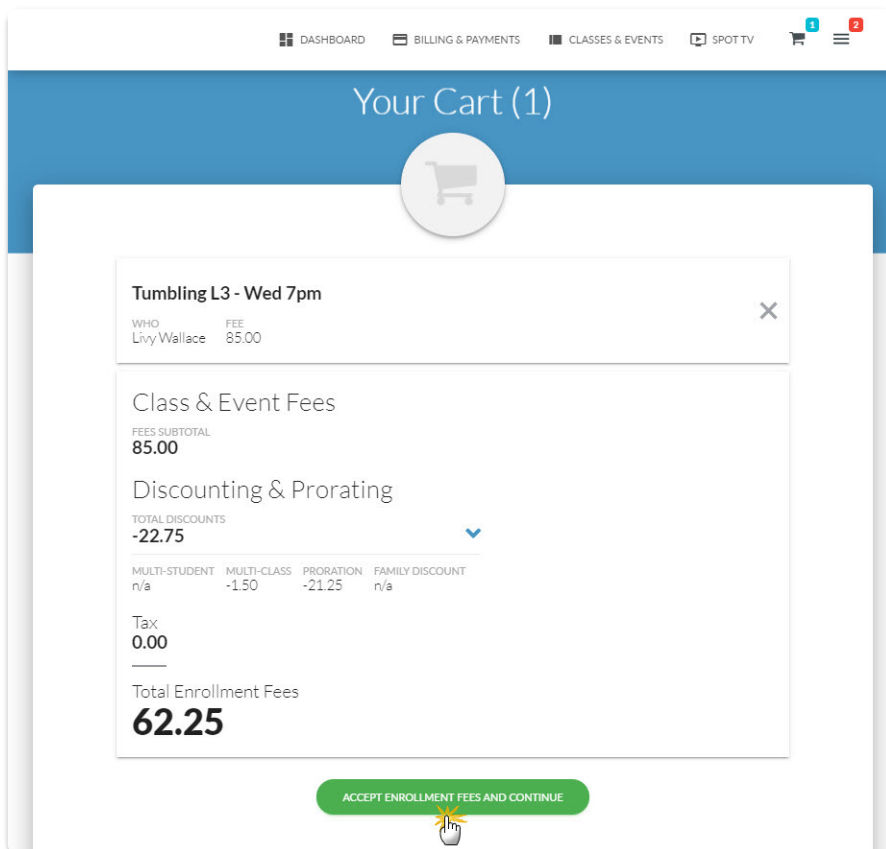 1 2
DASHBOARD BILLING & PAYMENTS CLASSES & EVENTS SPOT TV
Your Cart (1)
Tumbling L3 - Wed 7pm
WHO FEE
Livy Wallace 85.00
Class & Event Fees
FEES SUBTOTAL
85.00
Discounting & Prorating
TOTAL DISCOUNTS
-22.75
MULTI-STUDENT MULTI-CLASS PRORATION FAMILY DISCOUNT
n/a -1.50 -21.25 n/a
Tax
0.00
Total Enrollment Fees
62.25
ACCEPT ENROLLMENT FEES AND CONTINUE